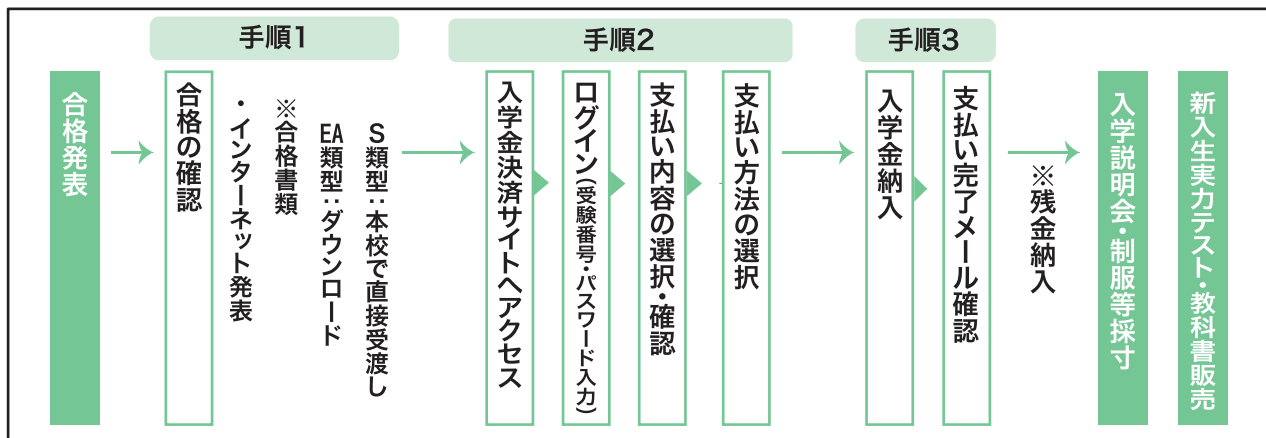 手順1
手順2
手順3
合格発表
合格の確認
・インターネット発表
※合格書類
EA類型：ダウンロード
S類型：本校で直接受渡し
入学金決済サイトへアクセス
ログイン(受験番号・パスワード入力)
支払い内容の選択・確認
支払い方法の選択
入学金納入
支払い完了メール確認
※残金納入
入学説明会・制服等採寸
新入生実力テスト・教科書販売